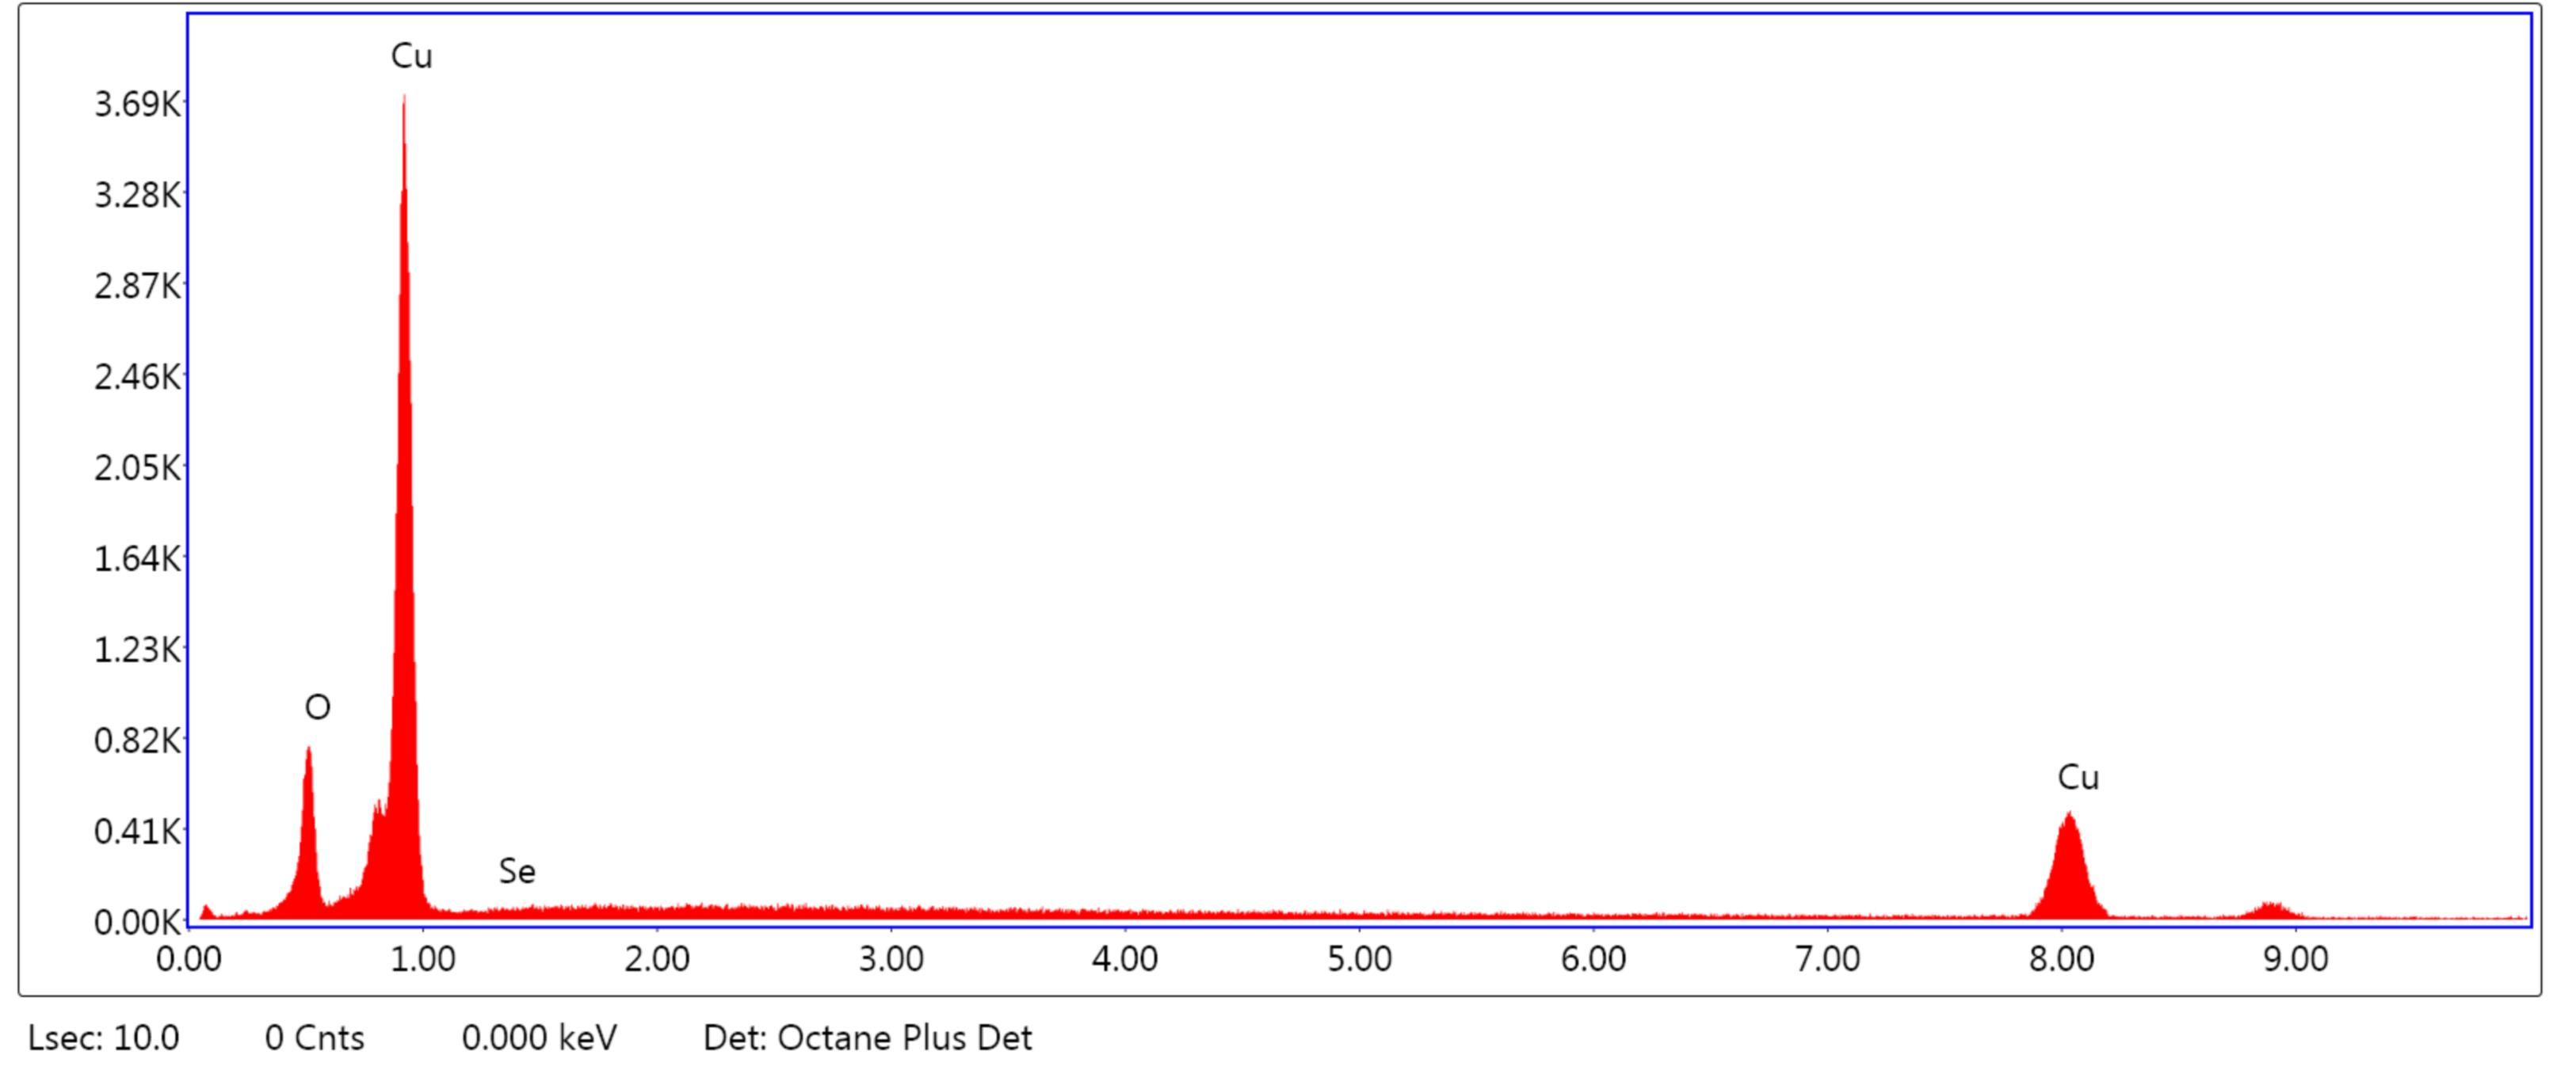 Cu
3.69K
3.28K
2.87K
2.46K
2.05K
1.64K
1.23K
O
0.82K
Cu
0.41K
Se
0.00K
0.00 1.00 2.00 3.00 4.00 5.00 6.00 7.00 8.00 9.00
Lsec: 10.0 0 Cnts 0.000 keV Det: Octane Plus Det